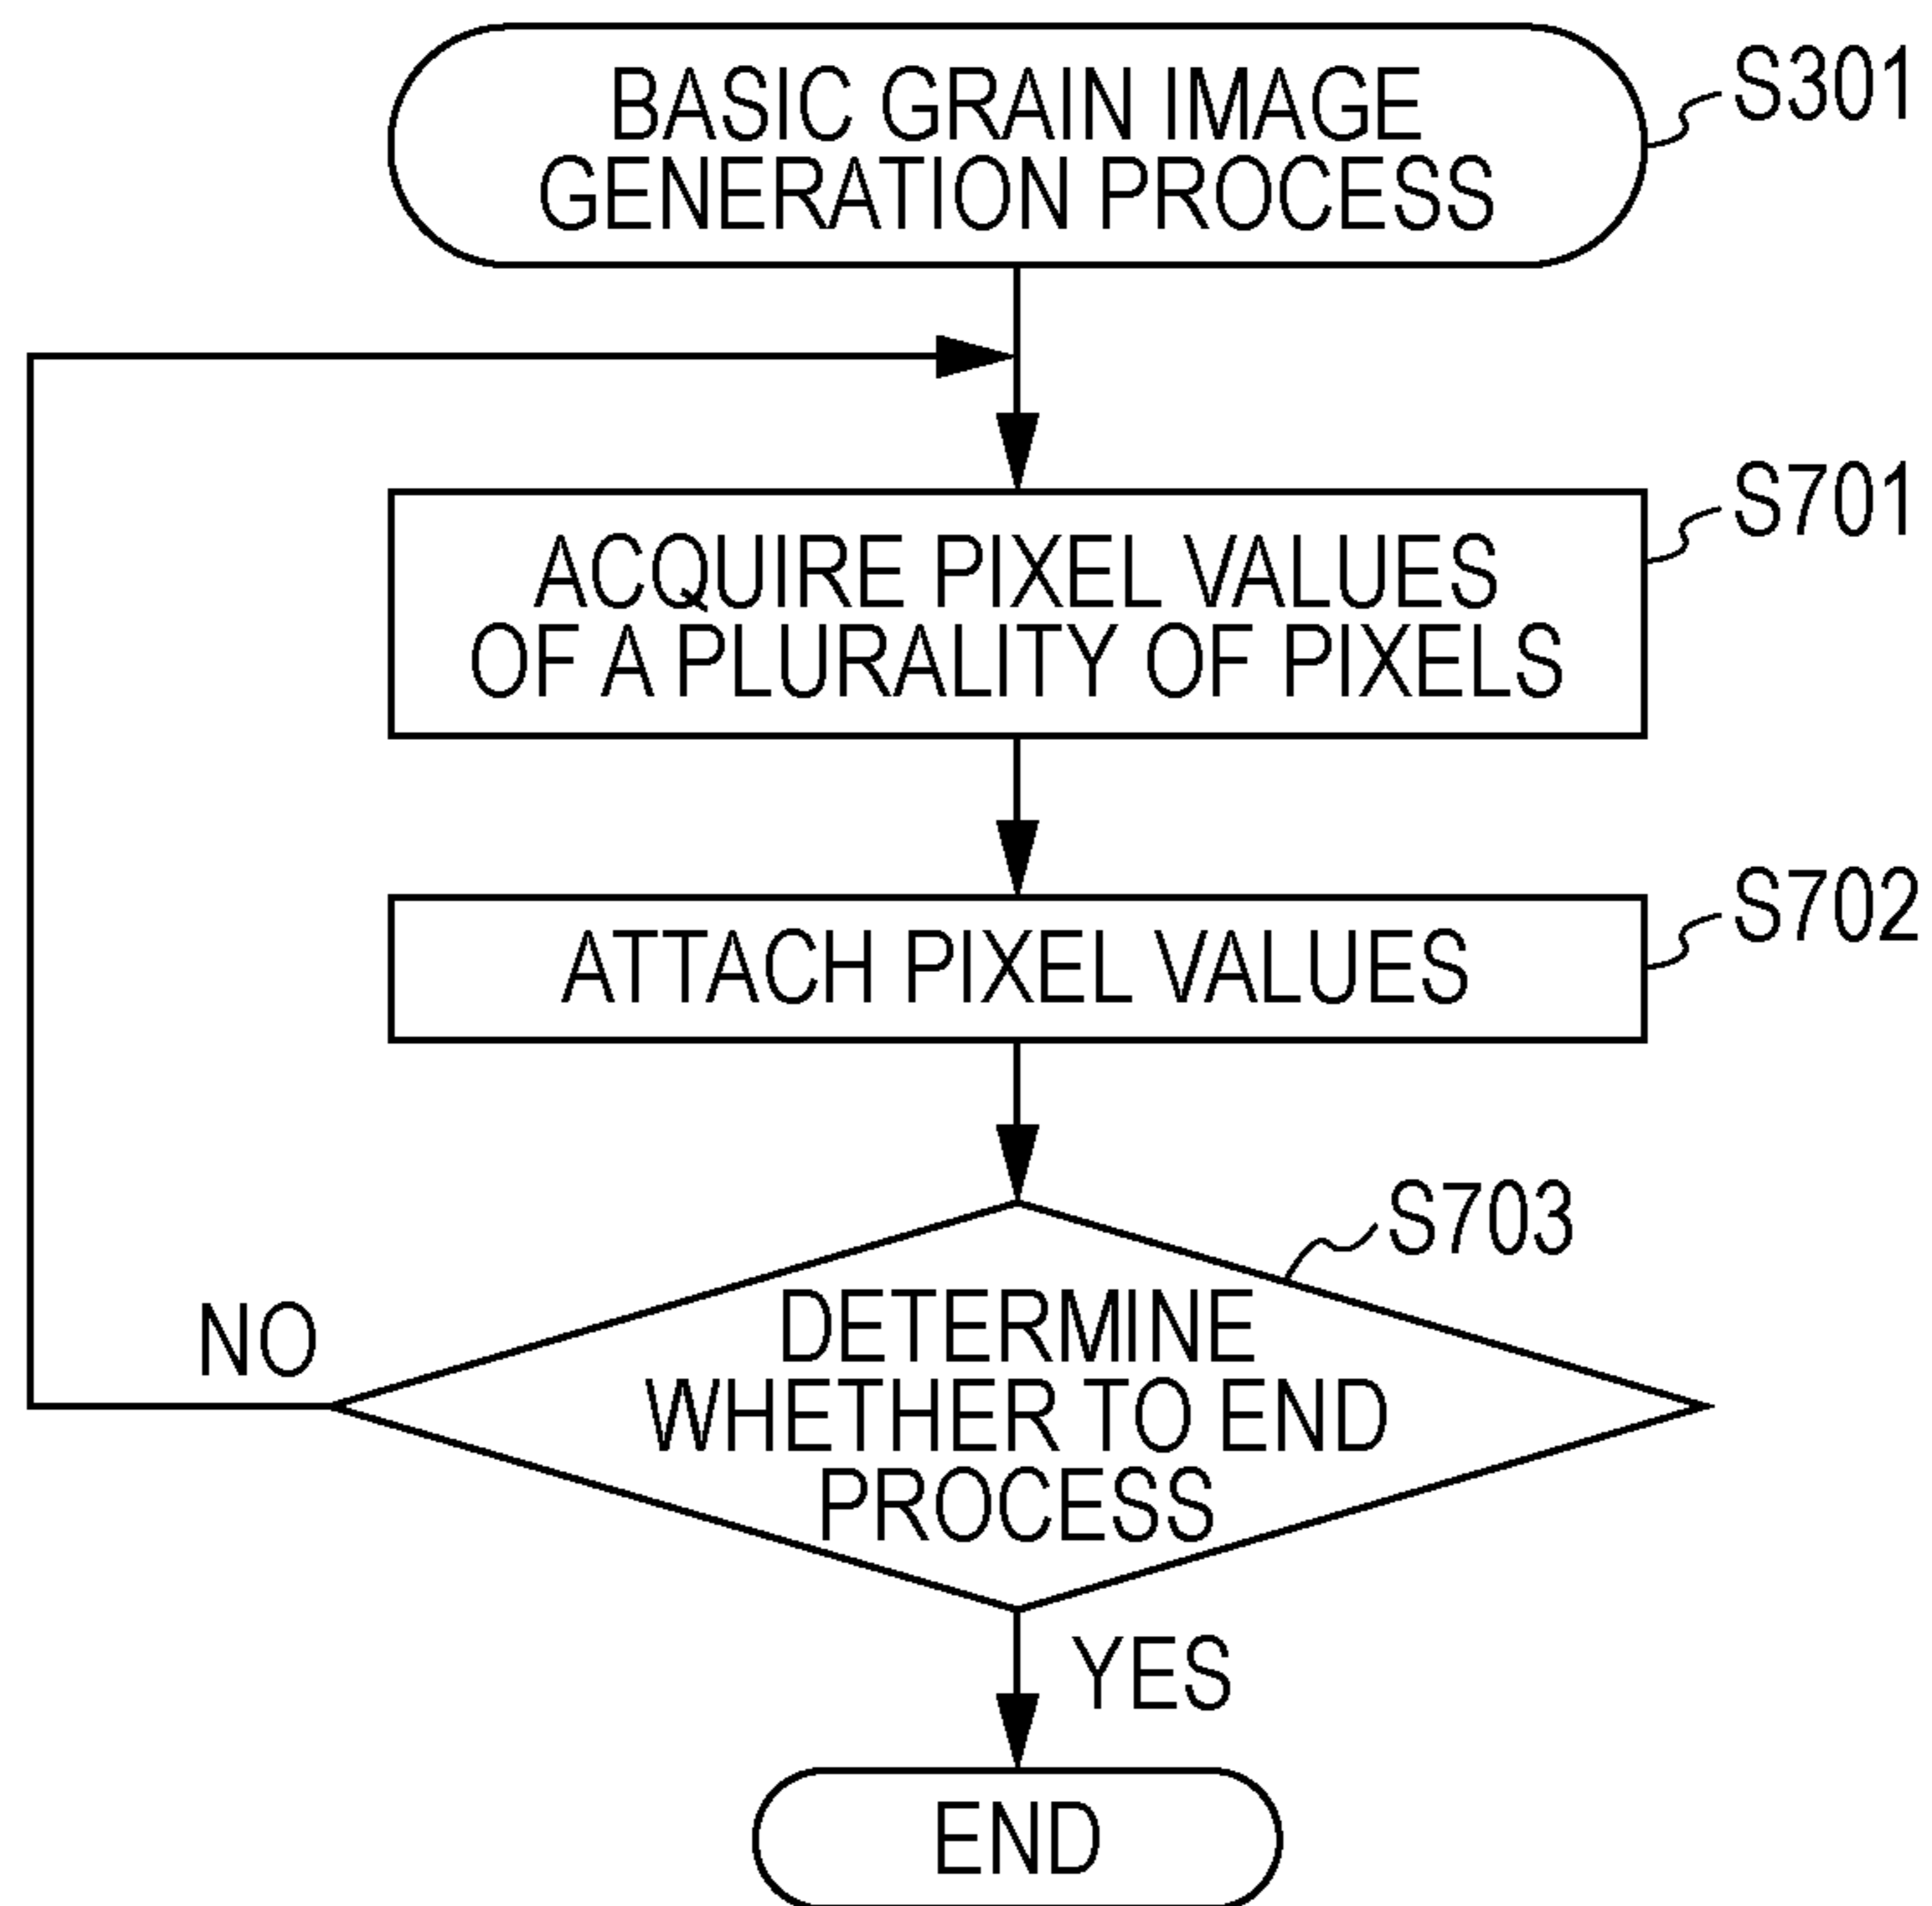 BASIC GRAIN IMAGE
GENERATION PROCESS
S301
ACQUIRE PIXEL VALUES
OF A PLURALITY OF PIXELS
S701
ATTACH PIXEL VALUES
S702
S703
DETERMINE
WHETHER TO END
PROCESS
NO
YES
END